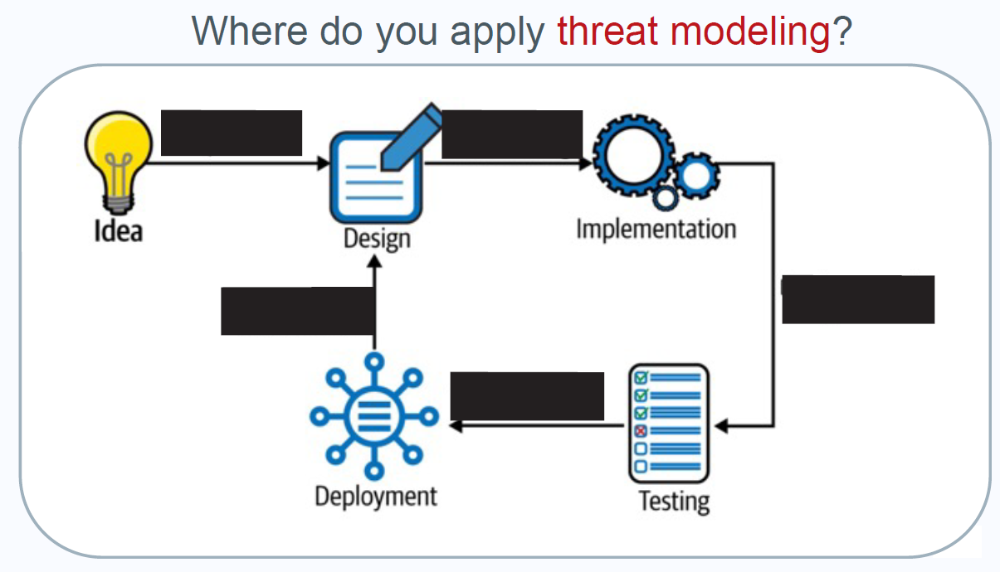 Where do you apply threat modeling?
Idea
Design
Implementation
Deployment
Testing